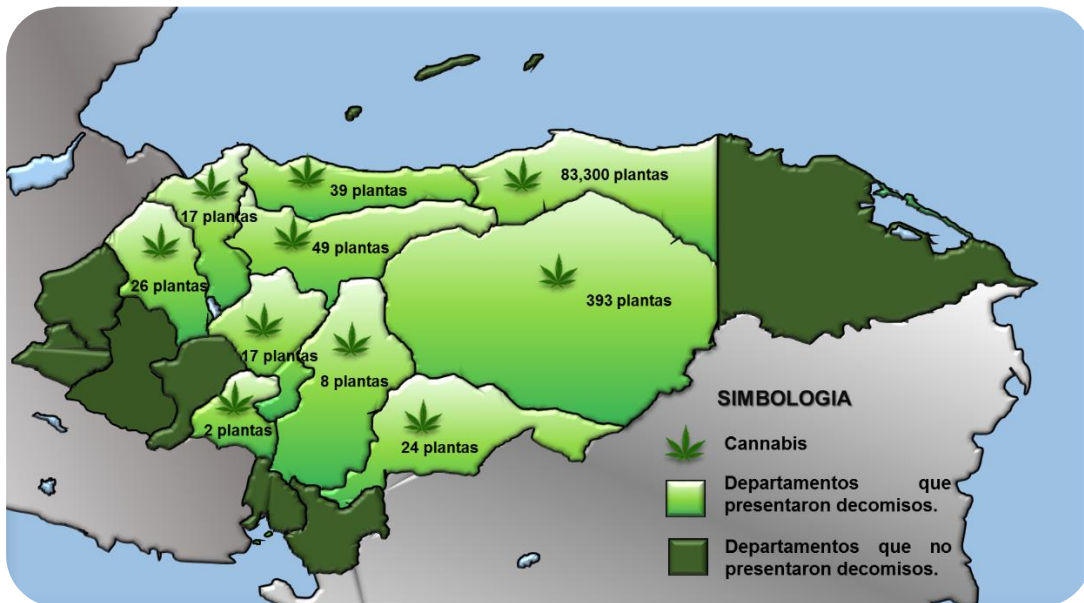 83,300 plantas
39 plantas
17 plantas
49 plantas
26 plantas
393 plantas
17 plantas
8 plantas
2 plantas
24 plantas
SIMBOLOGIA
Cannabis
Departamentos que
presentaron decomisos.
Departamentos que no
presentaron decomisos.